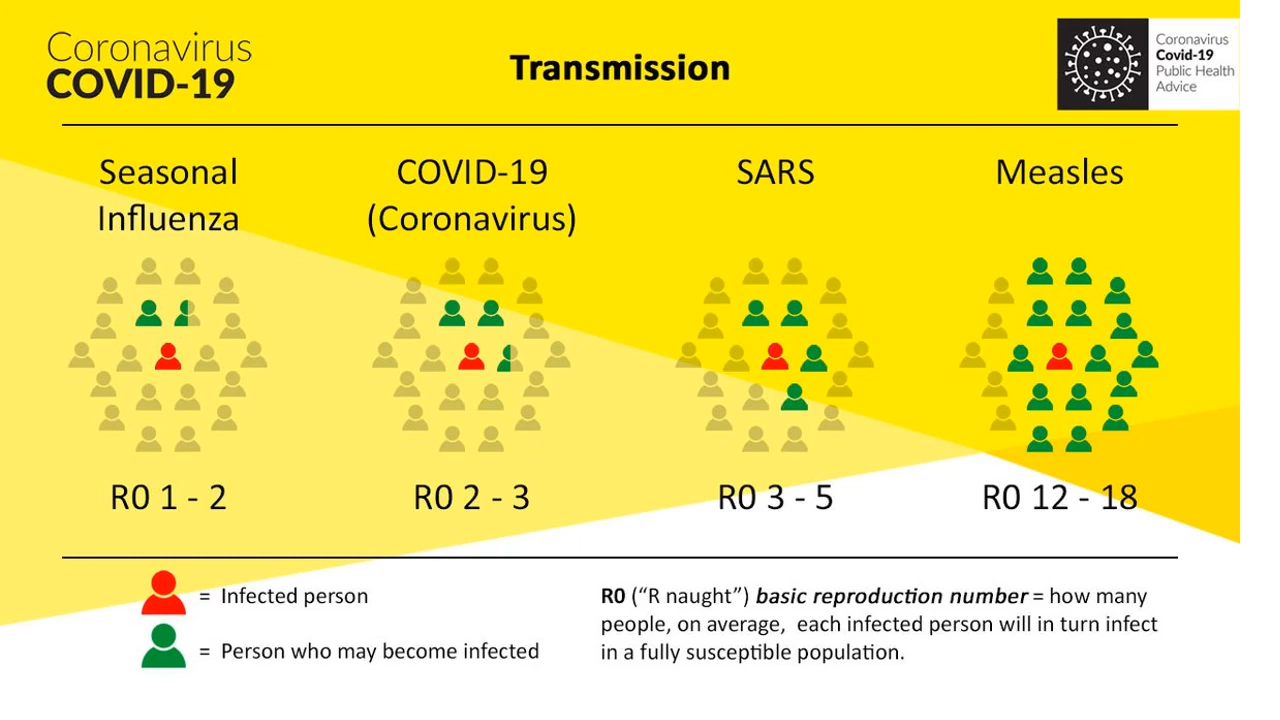 Coronavirus
COVID-19
Transmission
Coronavirus
Covid-19
Public Health
Advice
Seasonal
Influenza
COVID-19
(Coronavirus)
SARS
Measles
R0 1 - 2
R0 2 - 3
R0 3 - 5
R0 12 - 18
= Infected person
= Person who may become infected
R0 (“R naught”) basic reproduction number = how many
people, on average, each infected person will in turn infect
in a fully susceptible population.